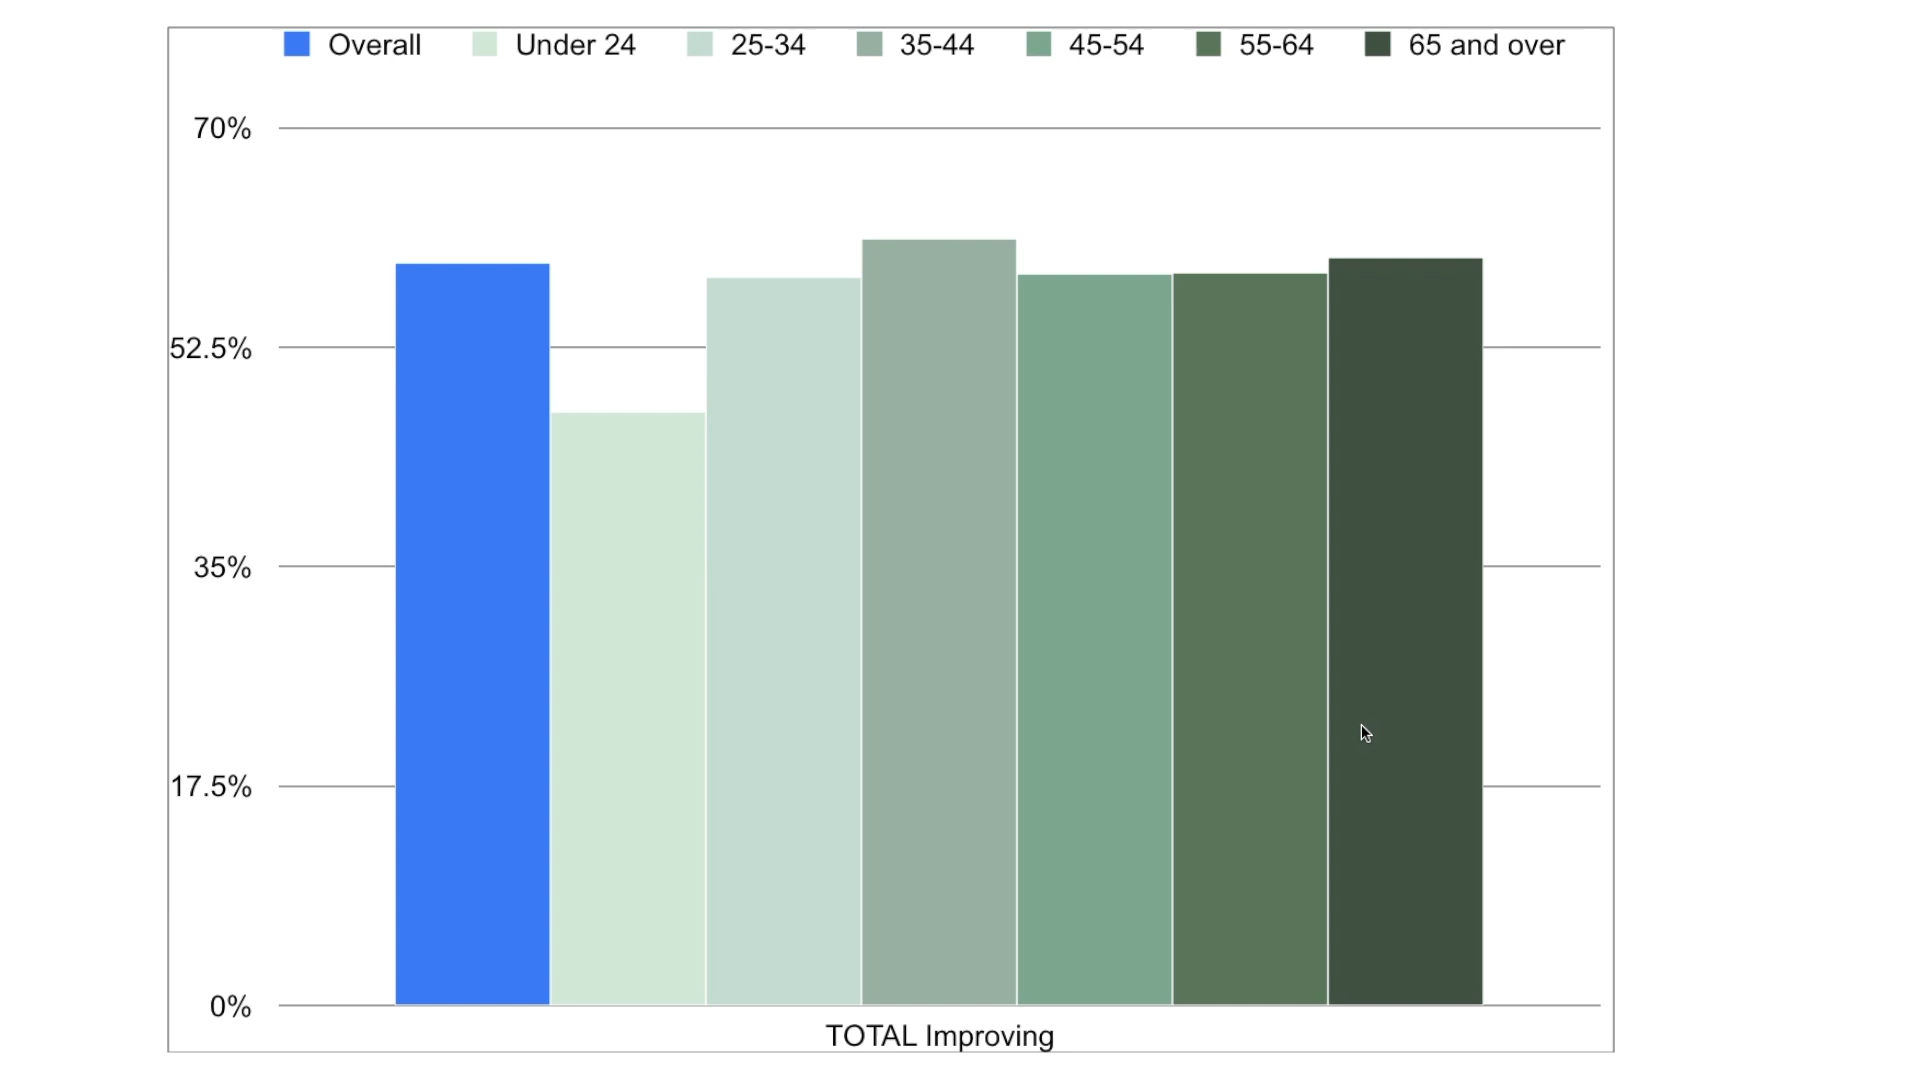 Overall Under 24 25-34 35-44 45-54 55-64 65 and over
70%
52.5%
35%
17.5%
0%
TOTAL Improving